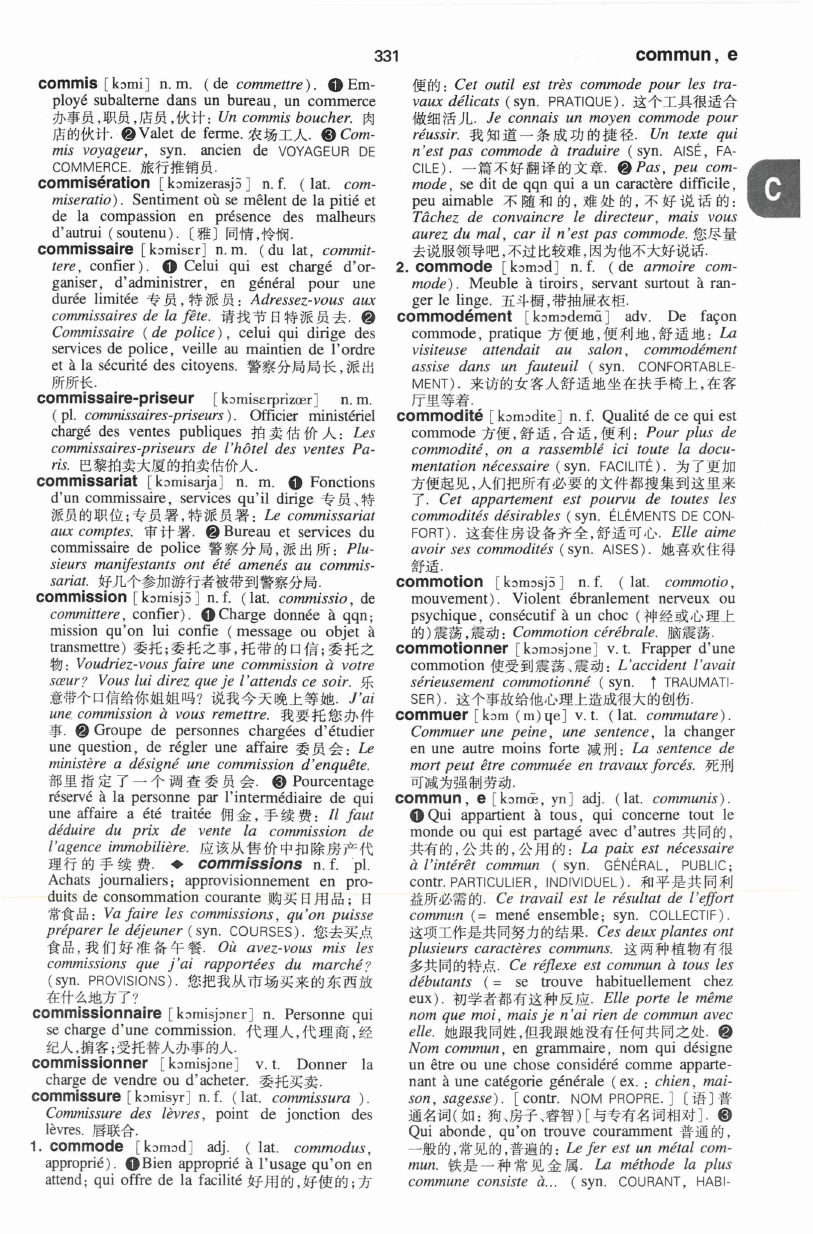 331
commun, e
commis [kɔmi] n. m. (de commettre). ❶ Em-
ployé subalterne dans un bureau, un commerce
办事员,职员,店员,伙计: Un commis boucher. 肉
店的伙计. ❷Valet de ferme. 农场工人. ❸ Com-
mis voyageur, syn. ancien de VOYAGEUR DE
COMMERCE. 旅行推销员.
commisération [kɔmizerasjɔ̃] n. f. (lat. com-
miseratio). Sentiment où se mêlent de la pitié et
de la compassion en présence des malheurs
d'autrui (soutenu). [雅] 同情,怜悯.
commissaire [kɔmisɛr] n. m. (du lat, commit-
tere, confier). ❶ Celui qui est chargé d'or-
ganiser, d'administrer, en général pour une
durée limitée 专员,特派员: Adressez-vous aux
commissaires de la fête. 请找节日特派员去. ❷
Commissaire (de police), celui qui dirige des
services de police, veille au maintien de l'ordre
et à la sécurité des citoyens. 警察分局局长,派出
所所长.
commissaire-priseur [kɔmisɛrprizœr] n. m.
(pl. commissaires-priseurs). Officier ministériel
chargé des ventes publiques 拍卖估价人: Les
commissaires-priseurs de l'hôtel des ventes Pa-
ris. 巴黎拍卖大厦的拍卖估价人.
commissariat [kɔmisarja] n. m. ❶ Fonctions
d'un commissaire, services qu'il dirige 专员、特
派员的职位;专员署,特派员署: Le commissariat
aux comptes. 审计署. ❷Bureau et services du
commissaire de police 警察分局,派出所: Plu-
sieurs manifestants ont été amenés au commis-
sariat. 好几个参加游行者被带到警察分局.
commission [kɔmisjɔ̃] n. f. (lat. commissio, de
committere, confier). ❶Charge donnée à qqn;
mission qu'on lui confie (message ou objet à
transmettre) 委托;委托之事,托带的口信;委托之
物: Voudriez-vous faire une commission à votre
sœur? Vous lui direz que je l'attends ce soir. 乐
意带个口信给你姐姐吗? 说我今天晚上等她. J'ai
une commission à vous remettre. 我要托您办件
事. ❷ Groupe de personnes chargées d'étudier
une question, de régler une affaire 委员会: Le
ministère a désigné une commission d'enquête.
部里指定了一个调查委员会. ❸ Pourcentage
réservé à la personne par l'intermédiaire de qui
une affaire a été traitée 佣金,手续费: Il faut
déduire du prix de vente la commission de
l'agence immobilière. 应该从售价中扣除房产代
理行的手续费. ◆ commissions n. f. pl.
Achats journaliers; approvisionnement en pro-
duits de consommation courante 购买日用品; 日
常食品: Va faire les commissions, qu'on puisse
préparer le déjeuner (syn. COURSES). 您去买点
食品,我们好准备午餐. Où avez-vous mis les
commissions que j'ai rapportées du marché?
(syn. PROVISIONS). 您把我从市场买来的东西放
在什么地方了?
commissionnaire [kɔmisjɔnɛr] n. Personne qui
se charge d'une commission. 代理人,代理商,经
纪人,掮客;受托替人办事的人.
commissionner [kɔmisjɔne] v. t. Donner la
charge de vendre ou d'acheter. 委托买卖.
commissure [kɔmisyr] n. f. (lat. commissura ).
Commissure des lèvres, point de jonction des
lèvres. 唇联合.
1. commode [kɔmɔd] adj. ( lat. commodus,
approprié). ❶Bien approprié à l'usage qu'on en
attend; qui offre de la facilité 好用的,好使的;方
便的: Cet outil est très commode pour les tra-
vaux délicats (syn. PRATIQUE). 这个工具很适合
做细活儿. Je connais un moyen commode pour
réussir. 我知道一条成功的捷径. Un texte qui
n'est pas commode à traduire (syn. AISÉ, FA-
CILE). 一篇不好翻译的文章. ❷ Pas, peu com-
mode, se dit de qqn qui a un caractère difficile,
peu aimable 不随和的,难处的,不好说话的:
Tâchez de convaincre le directeur, mais vous
aurez du mal, car il n'est pas commode. 您尽量
去说服领导吧,不过比较难,因为他不大好说话.
2. commode [kɔmɔd] n. f. (de armoire com-
mode). Meuble à tiroirs, servant surtout à ran-
ger le linge. 五斗橱,带抽屉衣柜.
commodément [kɔmɔdemɑ̃] adv. De façon
commode, pratique 方便地,便利地,舒适地: La
visiteuse attendait au salon, commodément
assise dans un fauteuil (syn. CONFORTABLE-
MENT). 来访的女客人舒适地坐在扶手椅上,在客
厅里等着.
commodité [kɔmɔdite] n. f. Qualité de ce qui est
commode 方便,舒适,合适,便利: Pour plus de
commodité, on a rassemblé ici toute la docu-
mentation nécessaire (syn. FACILITÉ). 为了更加
方便起见,人们把所有必要的文件都搜集到这里来
了. Cet appartement est pourvu de toutes les
commodités désirables (syn. ÉLÉMENTS DE CON-
FORT). 这套住房设备齐全,舒适可心. Elle aime
avoir ses commodités (syn. AISES). 她喜欢住得
舒适.
commotion [kɔmɔsjɔ̃] n. f. ( lat. commotio,
mouvement). Violent ébranlement nerveux ou
psychique, consécutif à un choc (神经或心理上
的)震荡,震动: Commotion cérébrale. 脑震荡.
commotionner [kɔmɔsjɔne] v. t. Frapper d'une
commotion 使受到震荡、震动: L'accident l'avait
sérieusement commotionné (syn. ↑ TRAUMATI-
SER). 这个事故给他心理上造成很大的创伤.
commuer [kɔm (m)ɥe] v. t. (lat. commutare).
Commuer une peine, une sentence, la changer
en une autre moins forte 减刑: La sentence de
mort peut être commuée en travaux forcés. 死刑
可减为强制劳动.
commun, e [kɔmœ̃, yn] adj. (lat. communis).
❶ Qui appartient à tous, qui concerne tout le
monde ou qui est partagé avec d'autres 共同的,
共有的,公共的,公用的: La paix est nécessaire
à l'intérêt commun ( syn. GÉNÉRAL, PUBLIC;
contr. PARTICULIER, INDIVIDUEL). 和平是共同利
益所必需的. Ce travail est le résultat de l'effort
commun (= mené ensemble; syn. COLLECTIF).
这项工作是共同努力的结果. Ces deux plantes ont
plusieurs caractères communs. 这两种植物有很
多共同的特点. Ce réflexe est commun à tous les
débutants (= se trouve habituellement chez
eux). 初学者都有这种反应. Elle porte le même
nom que moi, mais je n'ai rien de commun avec
elle. 她跟我同姓,但我跟她没有任何共同之处. ❷
Nom commun, en grammaire, nom qui désigne
un être ou une chose considéré comme apparte-
nant à une catégorie générale (ex. : chien, mai-
son, sagesse). [contr. NOM PROPRE.] [语]普
通名词(如: 狗、房子、睿智)[与专有名词相对]. ❸
Qui abonde, qu'on trouve couramment 普通的,
一般的,常见的,普遍的: Le fer est un métal com-
mun. 铁是一种常见金属. La méthode la plus
commune consiste à... (syn. COURANT, HABI-
C